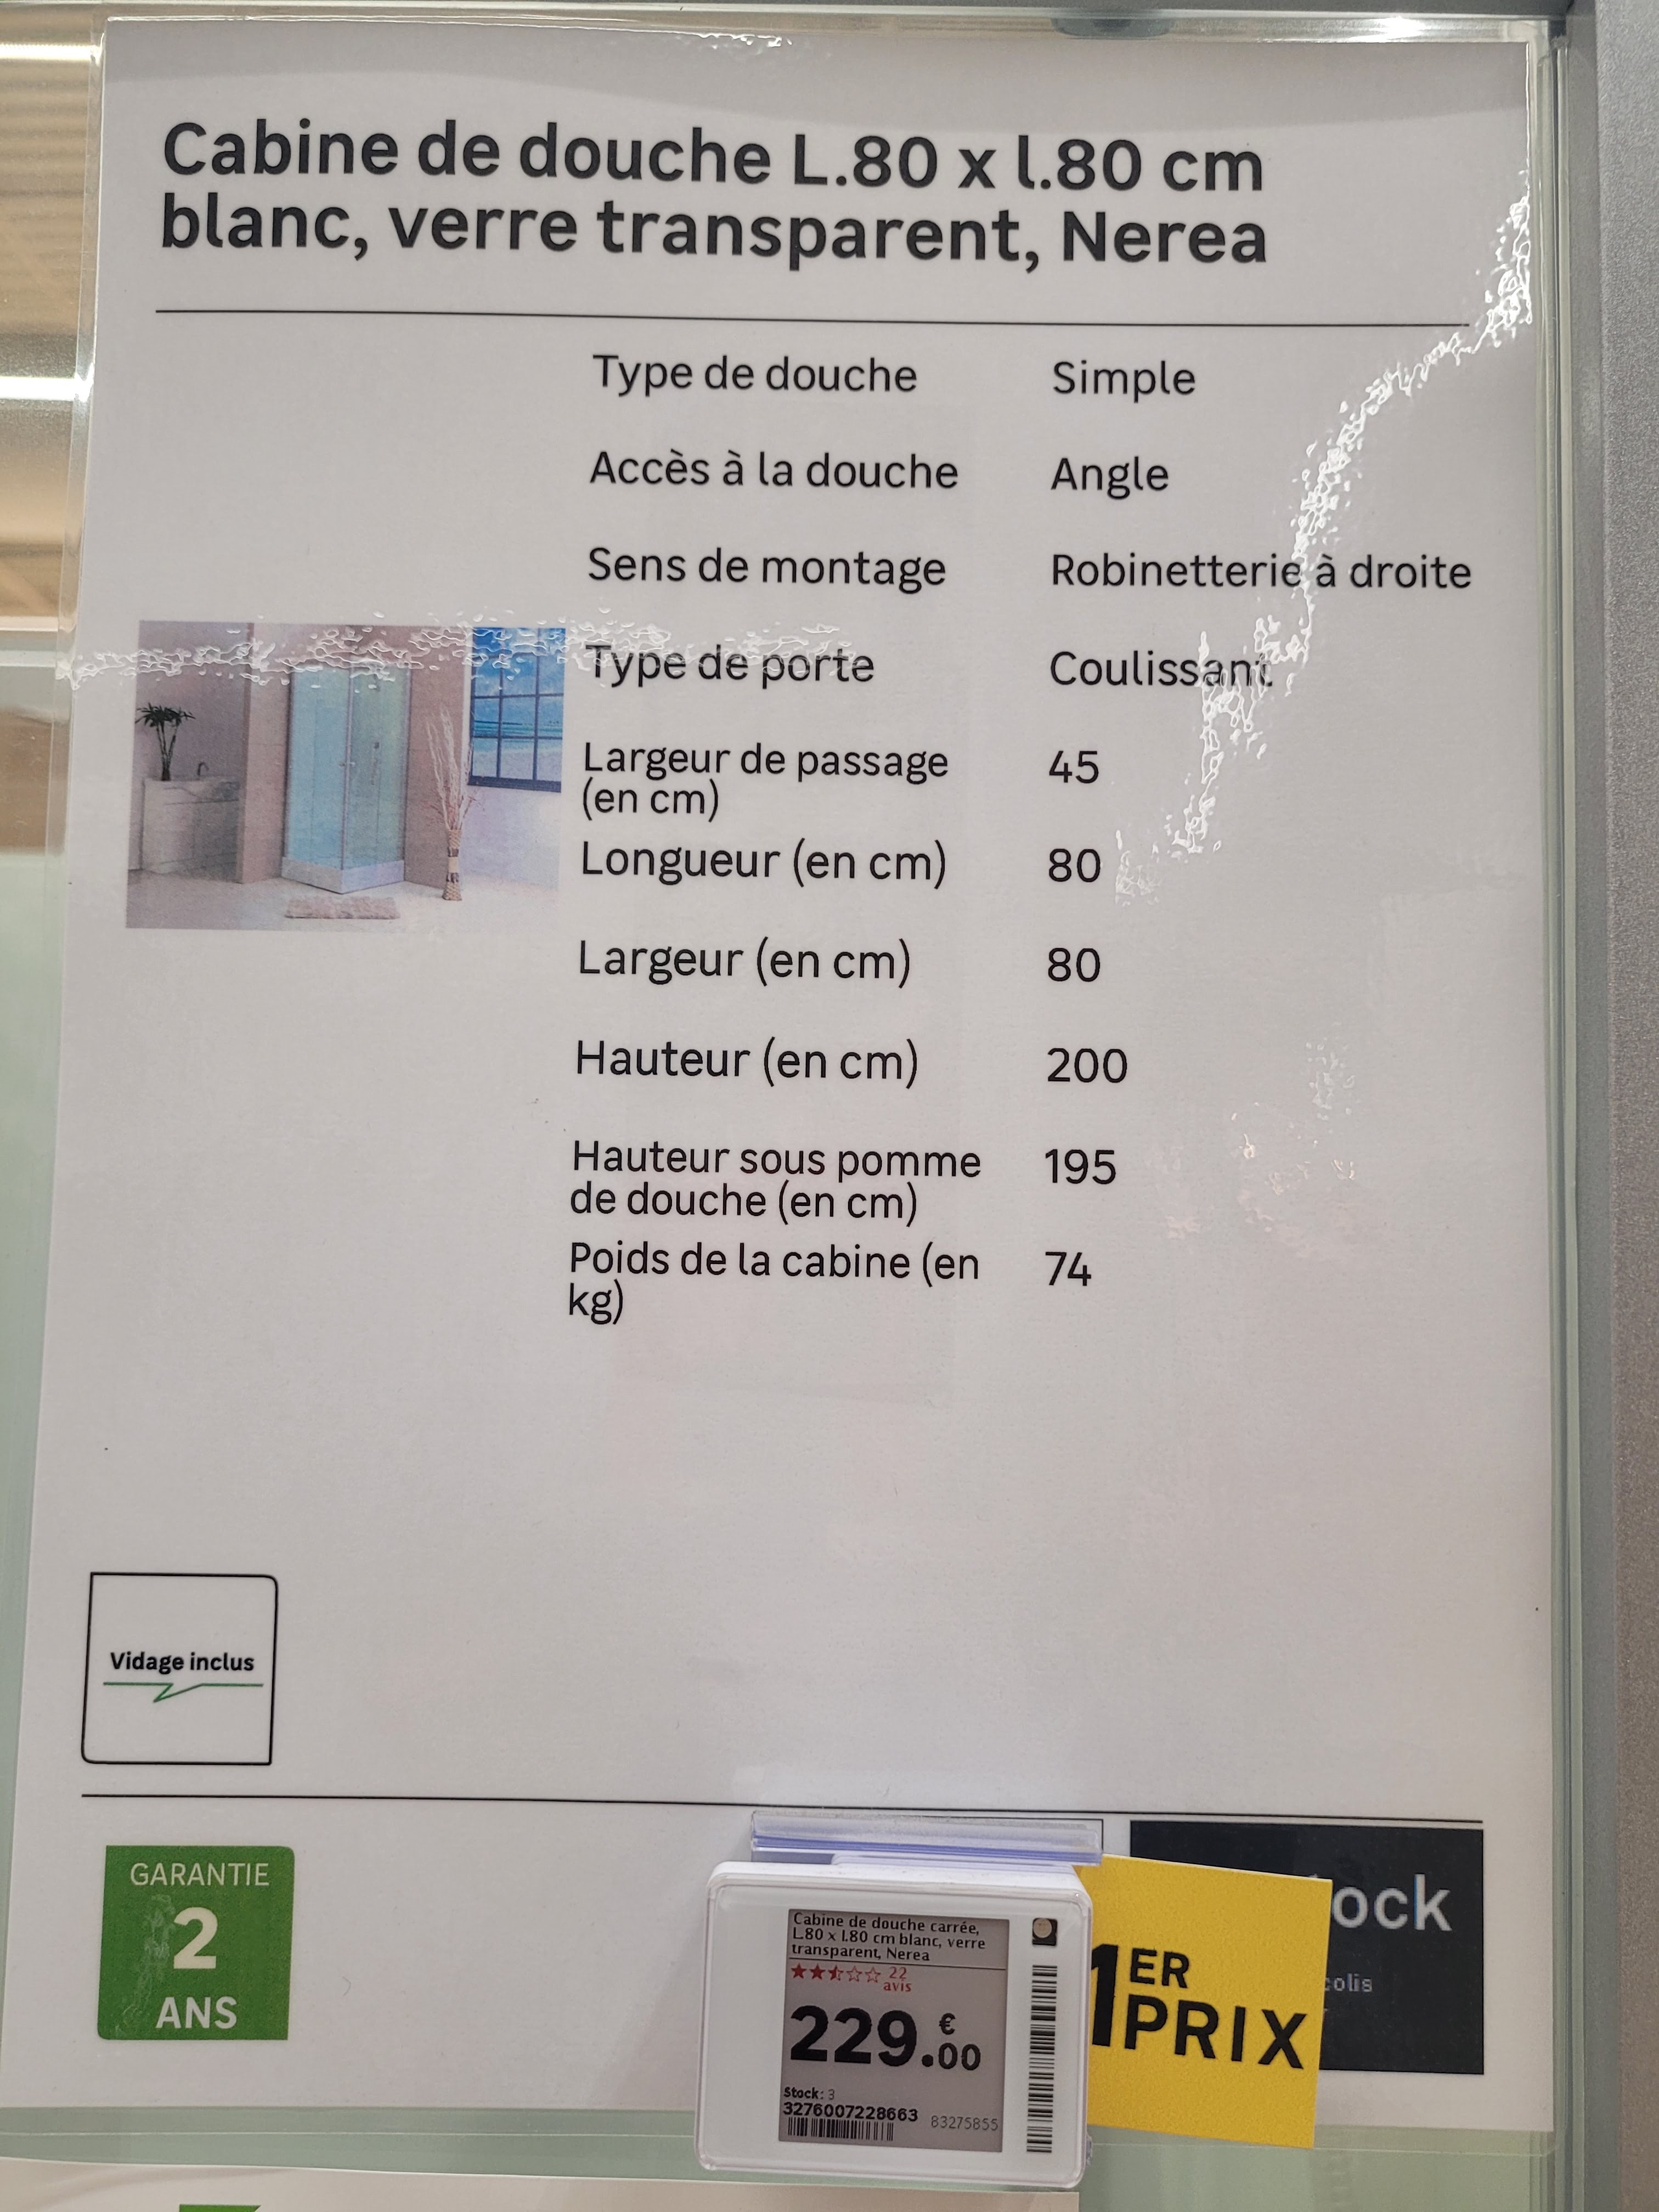 Cabine de douche L.80 x l.80 cm
blanc, verre transparent, Nerea
Type de douche Simple
Accès à la douche Angle
Sens de montage Robinetterie à droite
Type de porte Coulissant
Largeur de passage 45
(en cm)
Longueur (en cm) 80
Largeur (en cm) 80
Hauteur (en cm) 200
Hauteur sous pomme 195
de douche (en cm)
Poids de la cabine (en 74
kg)
Vidage inclus
GARANTIE
2
ANS
Cabine de douche carrée,
L.80 x l.80 cm blanc, verre
transparent, Nerea
22
avis
229.00 €
Stock: 3
3276007228663 83275855
1ER
PRIX
ock
colis